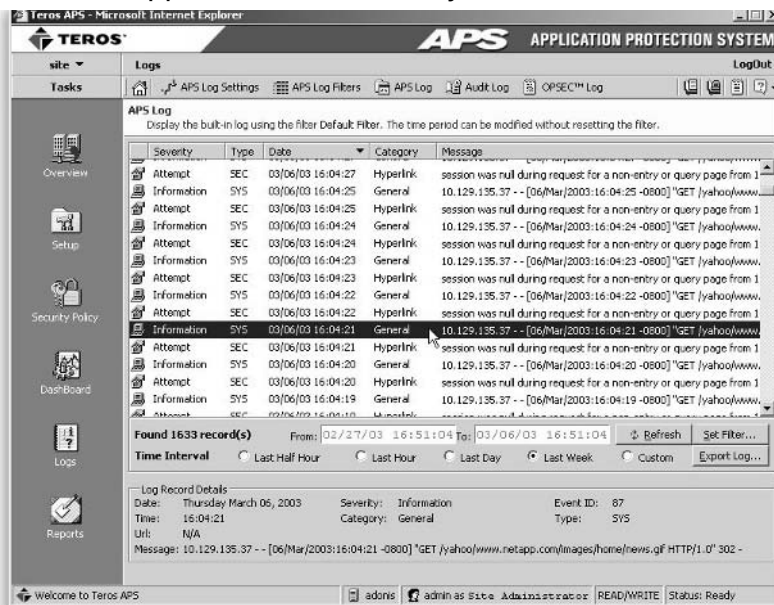 Teros APS - Microsoft Internet Explorer
TEROS
APS APPLICATION PROTECTION SYSTEM
site Logs LogOut
Tasks APS Log Settings APS Log Filters APS Log Audit Log OPSEC™ Log
APS Log
Display the built-in log using the filter Default Filter. The time period can be modified without resetting the filter.
Severity Type Date Category Message
Attempt SEC 03/06/03 16:04:27 Hyperlink session was null during request for a non-entry or query page from 1
Information SYS 03/06/03 16:04:25 General 10.129.135.37 - - [06/Mar/2003:16:04:25 -0800] "GET /yahoo/www.
Attempt SEC 03/06/03 16:04:25 Hyperlink session was null during request for a non-entry or query page from 1
Information SYS 03/06/03 16:04:24 General 10.129.135.37 - - [06/Mar/2003:16:04:24 -0800] "GET /yahoo/www.
Attempt SEC 03/06/03 16:04:24 Hyperlink session was null during request for a non-entry or query page from 1
Information SYS 03/06/03 16:04:23 General 10.129.135.37 - - [06/Mar/2003:16:04:23 -0800] "GET /yahoo/www.
Attempt SEC 03/06/03 16:04:23 Hyperlink session was null during request for a non-entry or query page from 1
Information SYS 03/06/03 16:04:22 General 10.129.135.37 - - [06/Mar/2003:16:04:22 -0800] "GET /yahoo/www.
Attempt SEC 03/06/03 16:04:22 Hyperlink session was null during request for a non-entry or query page from 1
Information SYS 03/06/03 16:04:21 General 10.129.135.37 - - [06/Mar/2003:16:04:21 -0800] "GET /yahoo/www.
Attempt SEC 03/06/03 16:04:21 Hyperlink session was null during request for a non-entry or query page from 1
Information SYS 03/06/03 16:04:20 General 10.129.135.37 - - [06/Mar/2003:16:04:20 -0800] "GET /yahoo/www.
Attempt SEC 03/06/03 16:04:20 Hyperlink session was null during request for a non-entry or query page from 1
Information SYS 03/06/03 16:04:19 General 10.129.135.37 - - [06/Mar/2003:16:04:19 -0800] "GET /yahoo/www.
Overview
Setup
Security Policy
DashBoard
Logs
Reports
Found 1633 record(s) From: 02/27/03 16:51:04 To: 03/06/03 16:51:04 Refresh Set Filter...
Time Interval Last Half Hour Last Hour Last Day Last Week Custom Export Log...
Log Record Details
Date: Thursday March 06, 2003 Severity: Information Event ID: 87
Time: 16:04:21 Category: General Type: SYS
Url: N/A
Message: 10.129.135.37 - - [06/Mar/2003:16:04:21 -0800] "GET /yahoo/www.netapp.com/images/home/news.gif HTTP/1.0" 302 -
Welcome to Teros APS adonis admin as Site Administrator READ/WRITE Status: Ready